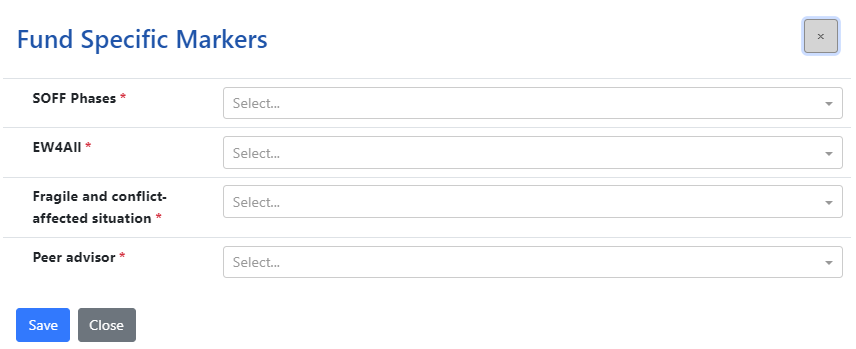 Fund Specific Markers
×
SOFF Phases *
Select...
EW4All *
Select...
Fragile and conflict-
affected situation *
Select...
Peer advisor *
Select...
Save
Close